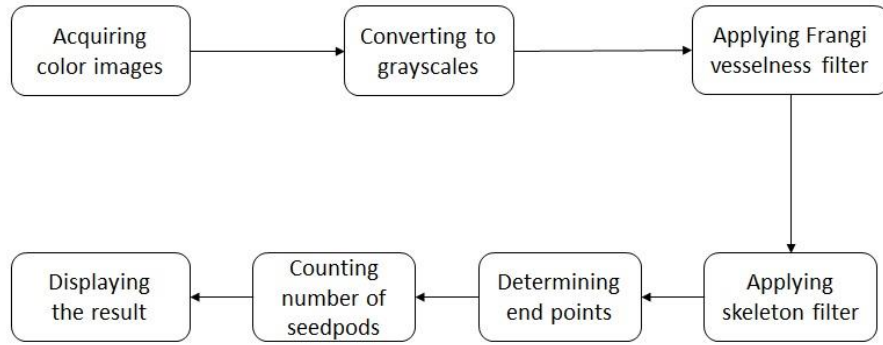 Acquiring
color images
Converting to
grayscales
Applying Frangi
vesselness filter
Applying
skeleton filter
Determining
end points
Counting
number of
seedpods
Displaying
the result